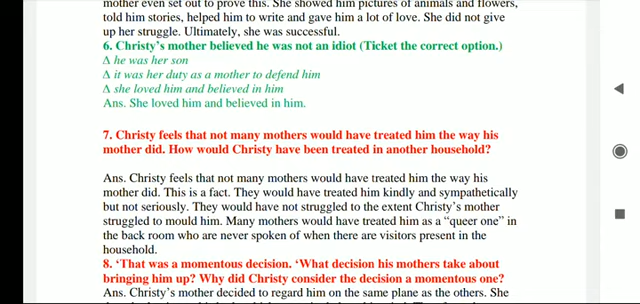 mother even set out to prove this. She showed him pictures of animals and flowers,
told him stories, helped him to write and gave him a lot of love. She did not give
up her struggle. Ultimately, she was successful.
6. Christy's mother believed he was not an idiot (Ticket the correct option.)
Δ he was her son
Δ it was her duty as a mother to defend him
Δ she loved him and believed in him
Ans. She loved him and believed in him.
7. Christy feels that not many mothers would have treated him the way his
mother did. How would Christy have been treated in another household?
Ans. Christy feels that not many mothers would have treated him the way his
mother did. This is a fact. They would have treated him kindly and sympathetically
but not seriously. They would have not struggled to the extent Christy's mother
struggled to mould him. Many mothers would have treated him as a “queer one” in
the back room who are never spoken of when there are visitors present in the
household.
8. ‘That was a momentous decision. ‘What decision his mothers take about
bringing him up? Why did Christy consider the decision a momentous one?
Ans. Christy's mother decided to regard him on the same plane as the others. She